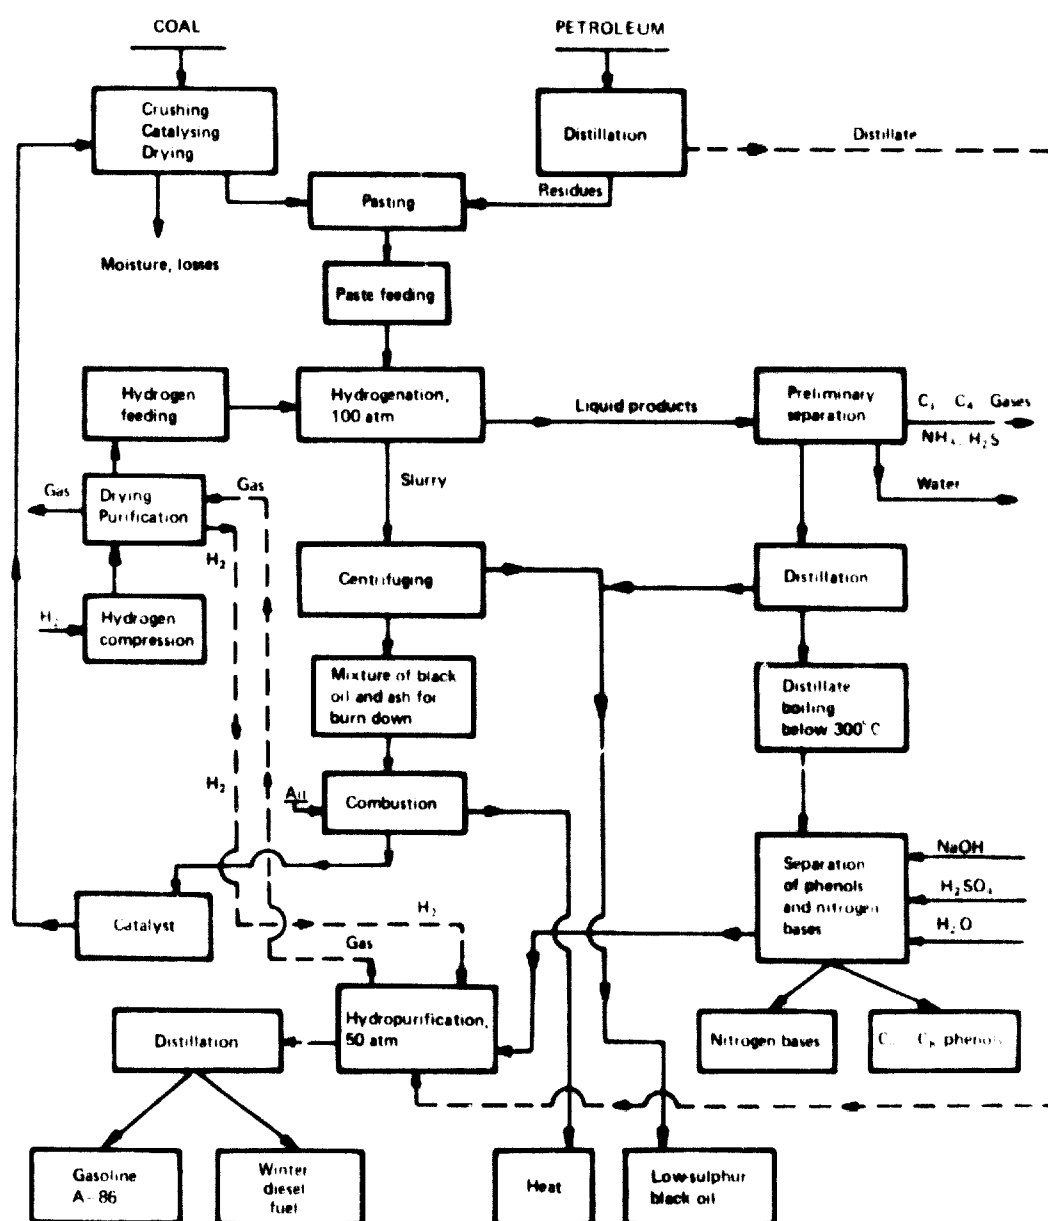 COAL
PETROLEUM
Crushing
Catalysing
Drying
Distillation
Distillate
Residues
Pasting
Moisture, losses
Paste feeding
Hydrogen
feeding
Hydrogenation,
100 atm
Liquid products
Preliminary
separation
Gases
H₂S
Water
Slurry
Gas
Drying
Purification
Gas
H₂
Centrifuging
Distillation
H₂
Hydrogen
compression
Mixture of black
oil and ash for
burn down
Distillate
boiling
below 300°C
H₂
Air
Combustion
Separation
of phenols
and nitrogen
bases
NaOH
H₂SO₄
H₂O
Catalyst
H₂
Gas
Hydropurification,
50 atm
Distillation
Nitrogen bases
phenols
Gasoline
A-86
Winter
diesel
fuel
Heat
Low-sulphur
black oil